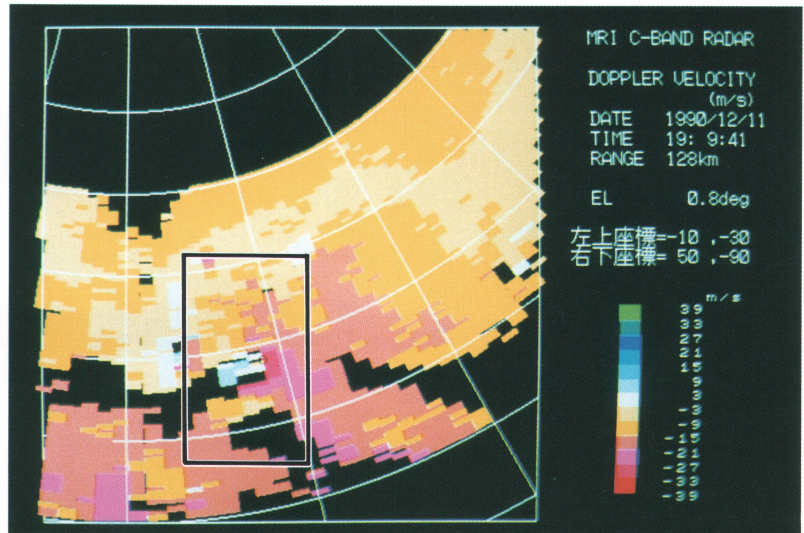 MRI C-BAND RADAR
DOPPLER VELOCITY
(m/s)
DATE 1990/12/11
TIME 19: 9:41
RANGE 128km
EL 0.8deg
左上座標=-10 ,-30
右下座標= 50 ,-90
m/s
39
33
27
21
15
9
3
-3
-9
-15
-21
-27
-33
-39